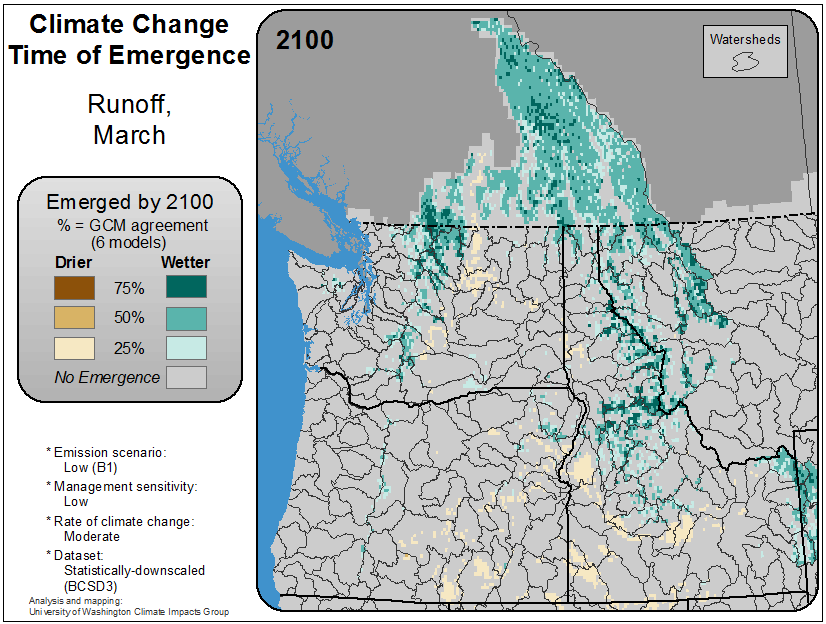 Climate Change
Time of Emergence
Runoff,
March
Emerged by 2100
% = GCM agreement
(6 models)
Drier Wetter
75%
50%
25%
No Emergence
* Emission scenario:
Low (B1)
* Management sensitivity:
Low
* Rate of climate change:
Moderate
* Dataset:
Statistically-downscaled
(BCSD3)
Analysis and mapping:
University of Washington Climate Impacts Group
2100
Watersheds